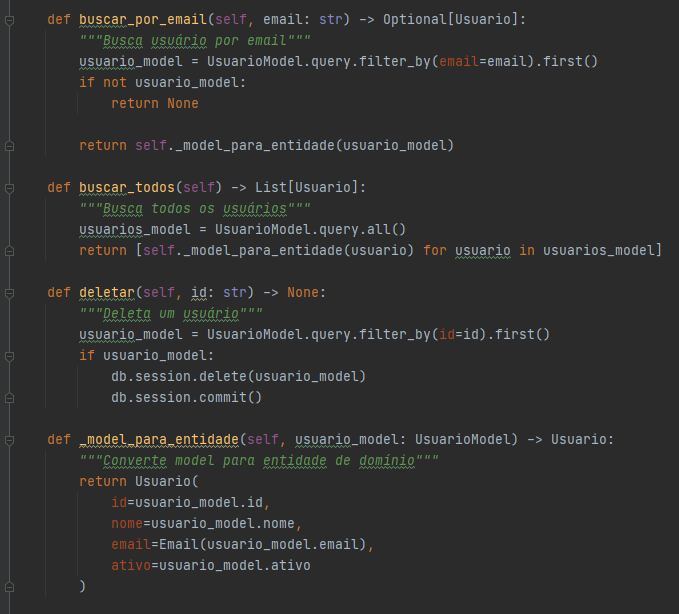 def buscar_por_email(self, email: str) -> Optional[Usuario]:
    """Busca usuário por email"""
    usuario_model = UsuarioModel.query.filter_by(email=email).first()
    if not usuario_model:
        return None

    return self._model_para_entidade(usuario_model)

def buscar_todos(self) -> List[Usuario]:
    """Busca todos os usuários"""
    usuarios_model = UsuarioModel.query.all()
    return [self._model_para_entidade(usuario) for usuario in usuarios_model]

def deletar(self, id: str) -> None:
    """Deleta um usuário"""
    usuario_model = UsuarioModel.query.filter_by(id=id).first()
    if usuario_model:
        db.session.delete(usuario_model)
        db.session.commit()

def _model_para_entidade(self, usuario_model: UsuarioModel) -> Usuario:
    """Converte model para entidade de domínio"""
    return Usuario(
        id=usuario_model.id,
        nome=usuario_model.nome,
        email=Email(usuario_model.email),
        ativo=usuario_model.ativo
    )